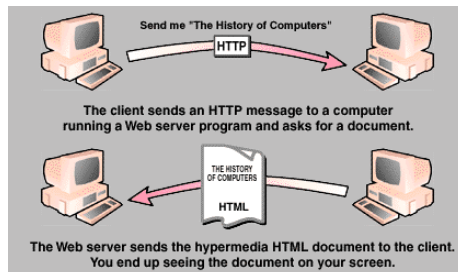 Send me "The History of Computers"
HTTP
The client sends an HTTP message to a computer
running a Web server program and asks for a document.
THE HISTORY
OF COMPUTERS
HTML
The Web server sends the hypermedia HTML document to the client.
You end up seeing the document on your screen.